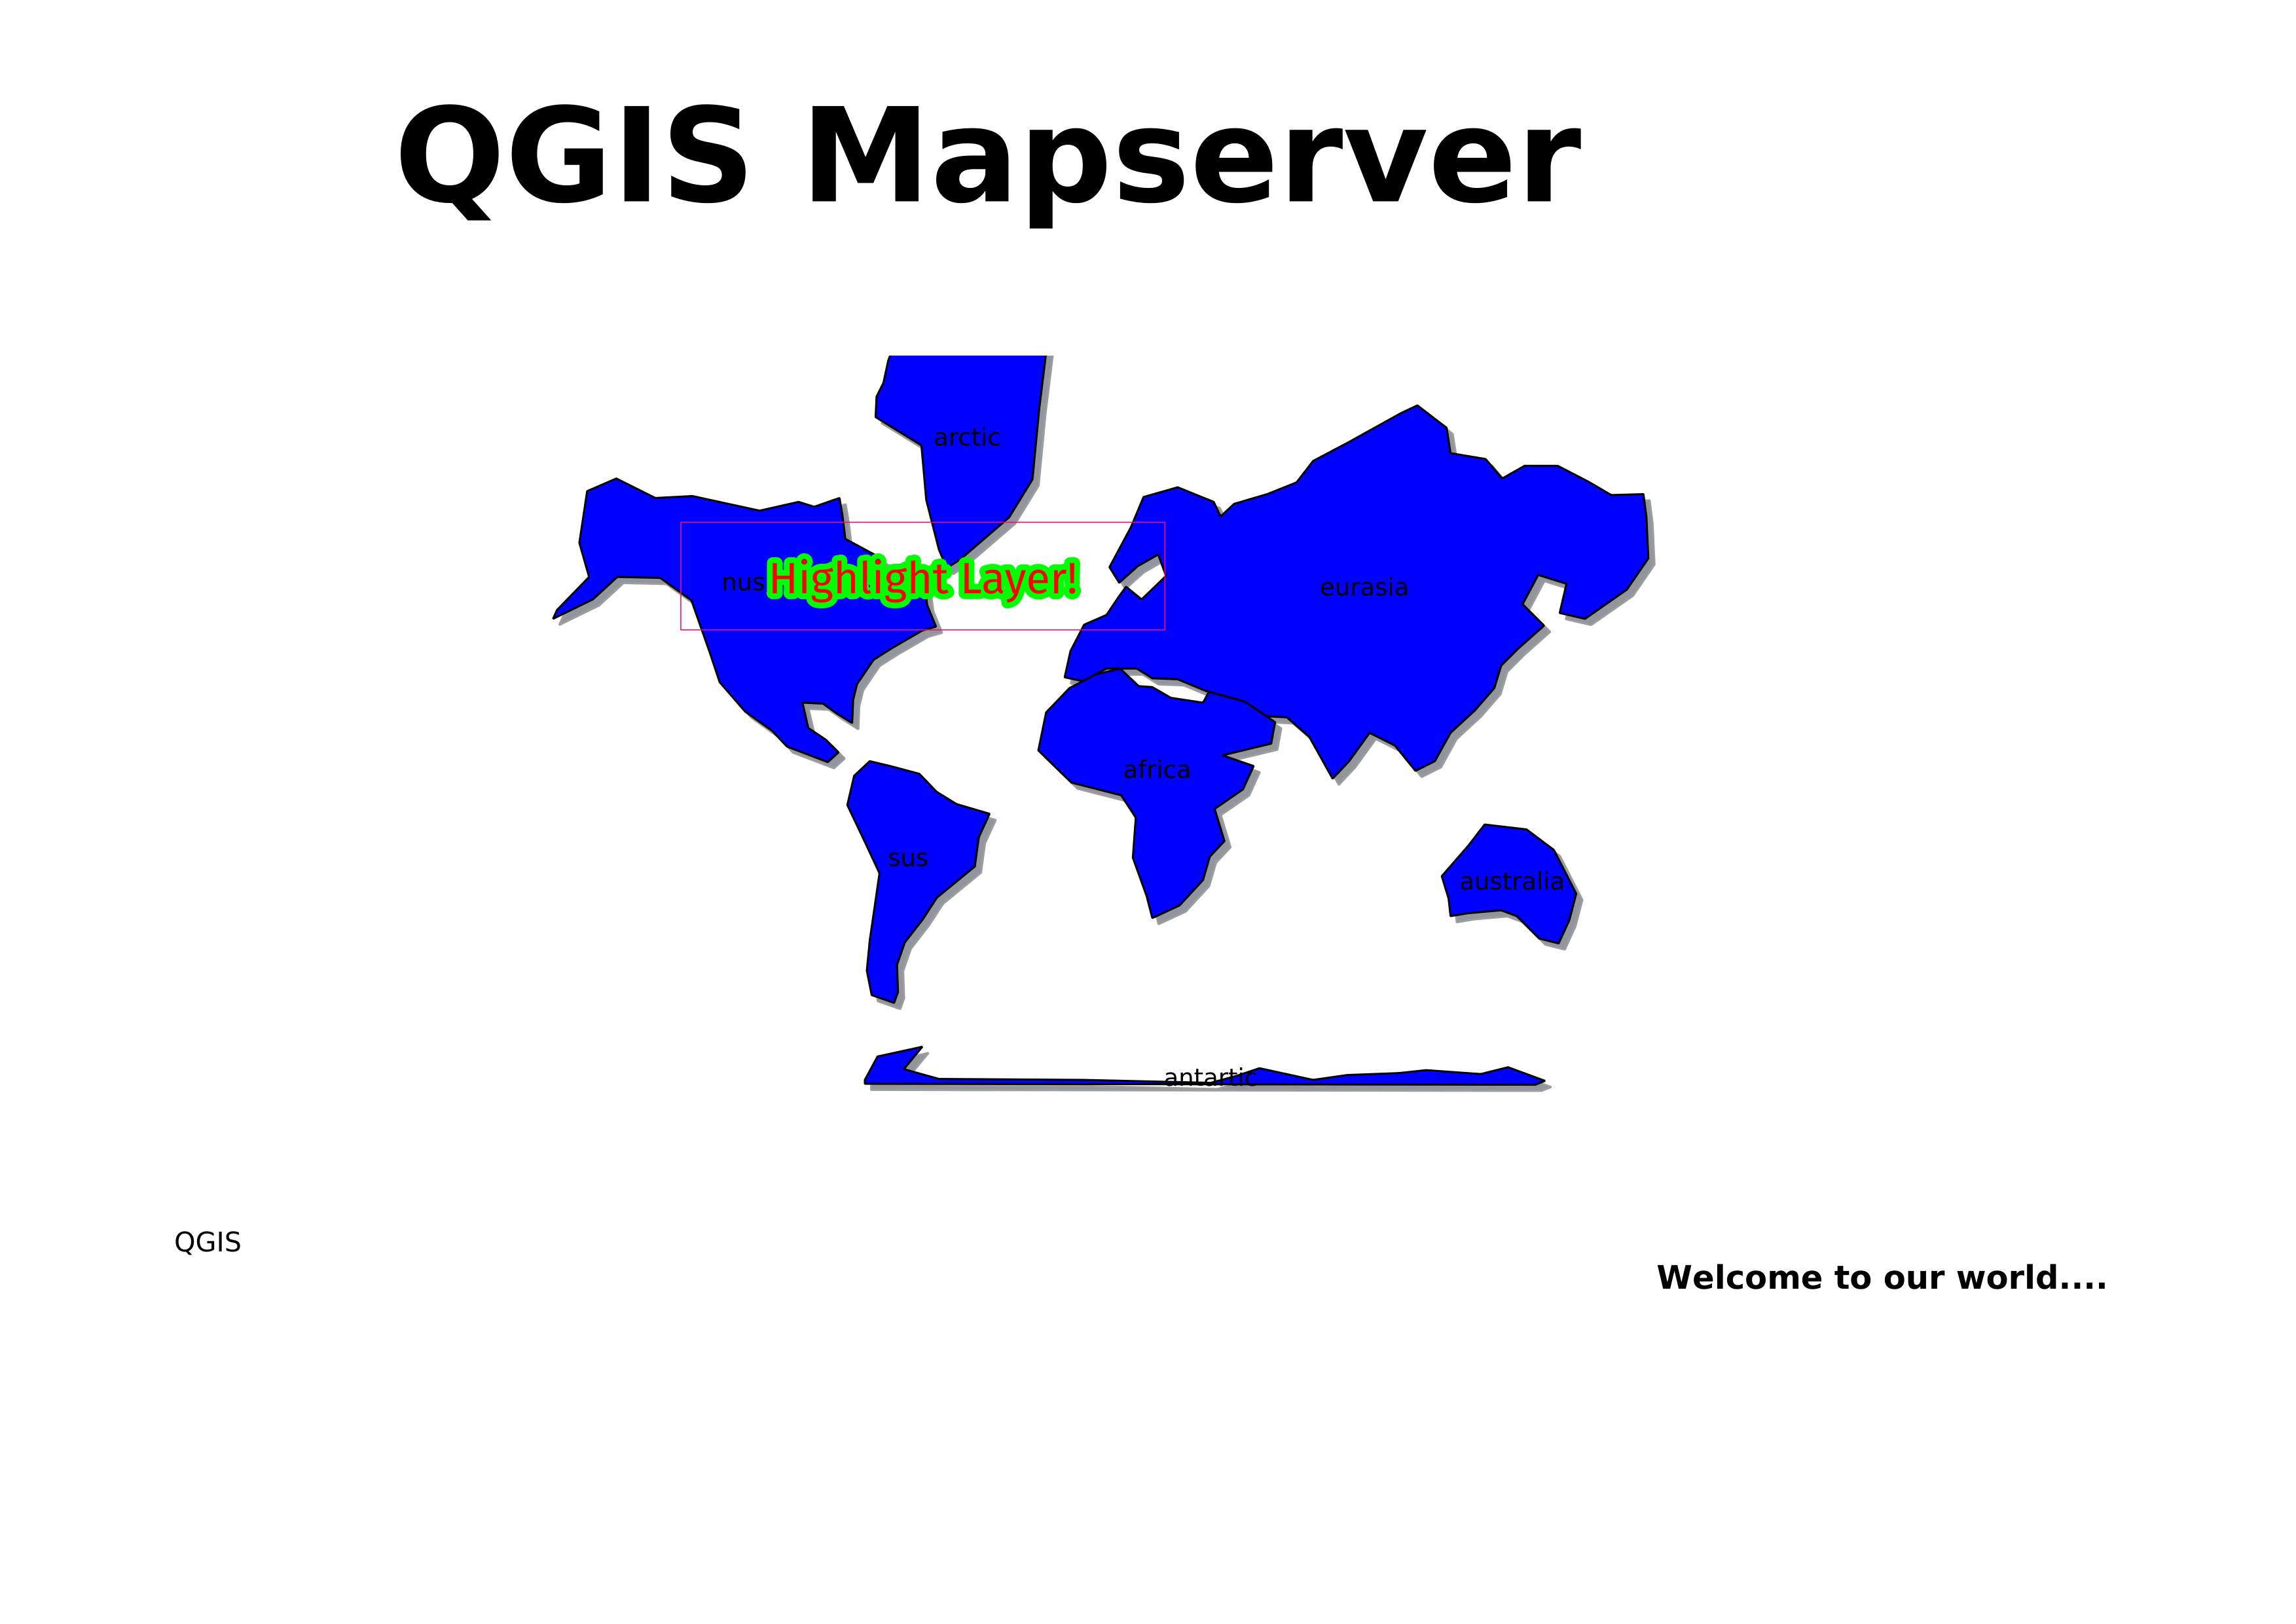 QGIS Mapserver
arctic
nus
Highlight Layer!
eurasia
africa
sus
australia
antartic
QGIS
Welcome to our world....